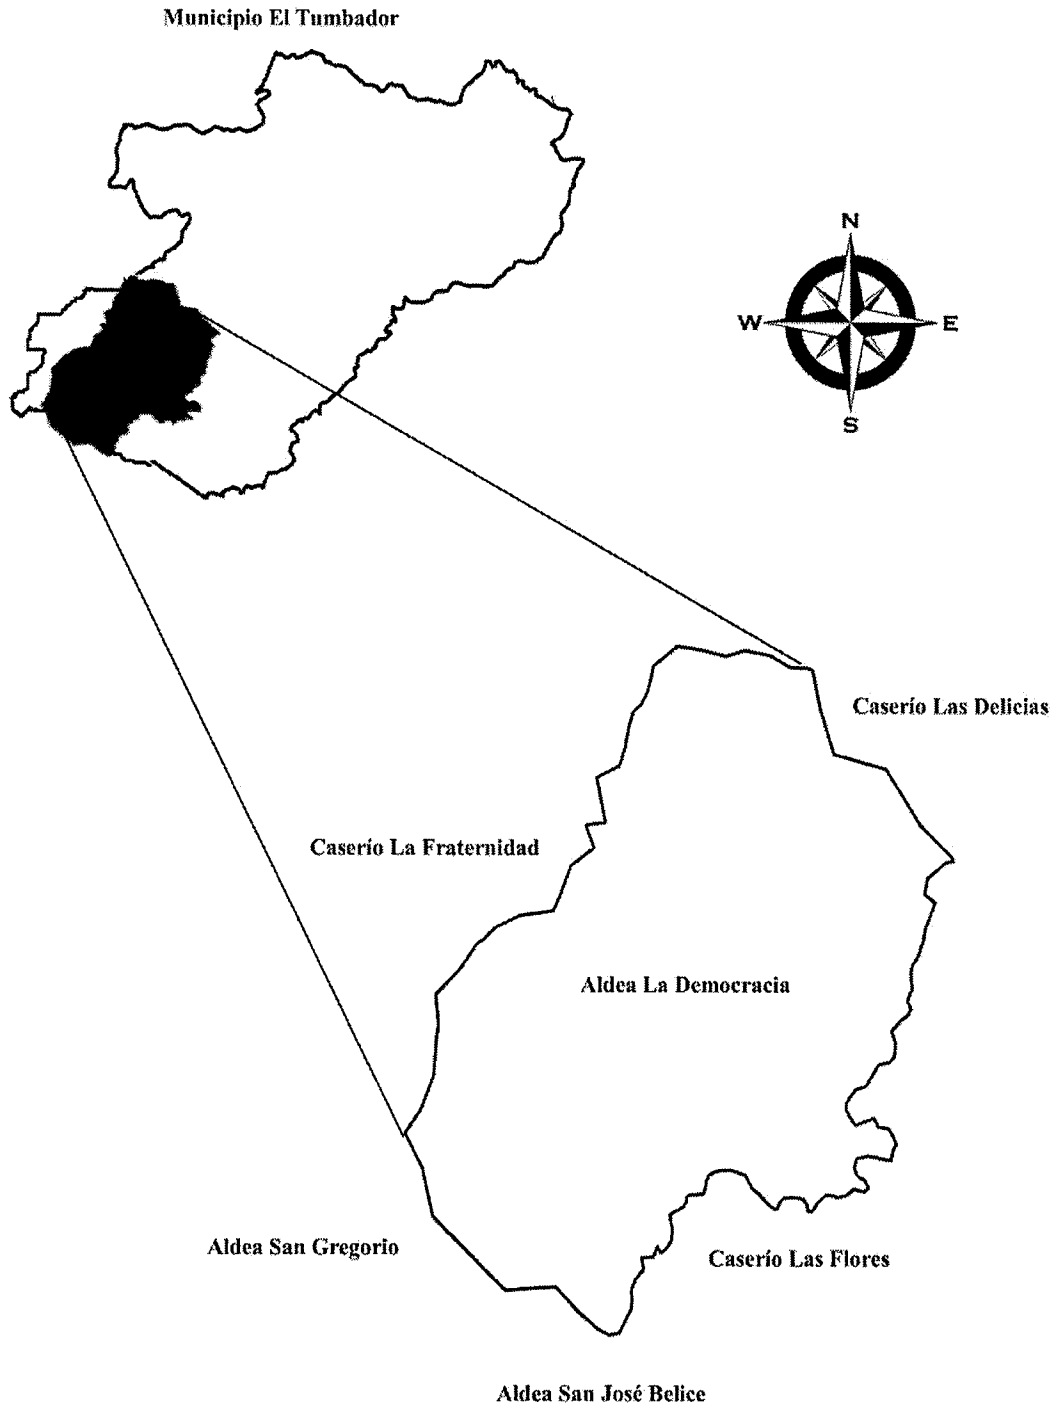 Municipio El Tumbador
N
W
E
S
Caserío Las Delicias
Caserío La Fraternidad
Aldea La Democracia
Aldea San Gregorio
Caserío Las Flores
Aldea San José Belice